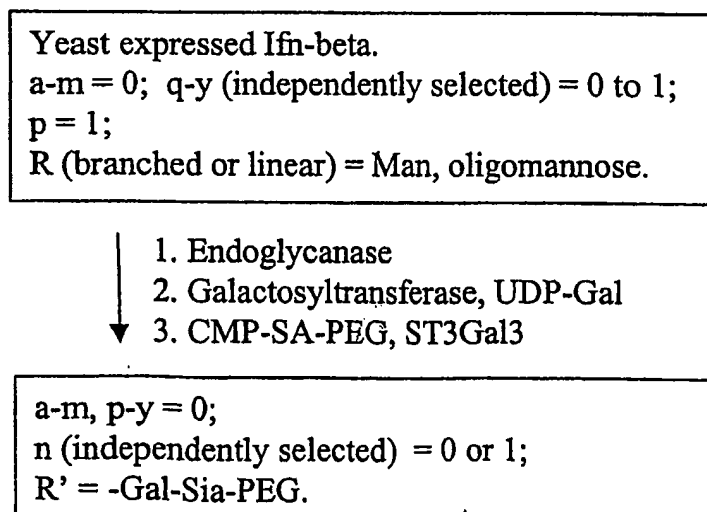 Yeast expressed Ifn-beta.
a-m = 0; q-y (independently selected) = 0 to 1;
p = 1;
R (branched or linear) = Man, oligomannose.
1. Endoglycanase
2. Galactosyltransferase, UDP-Gal
3. CMP-SA-PEG, ST3Gal3
a-m, p-y = 0;
n (independently selected) = 0 or 1;
R' = -Gal-Sia-PEG.